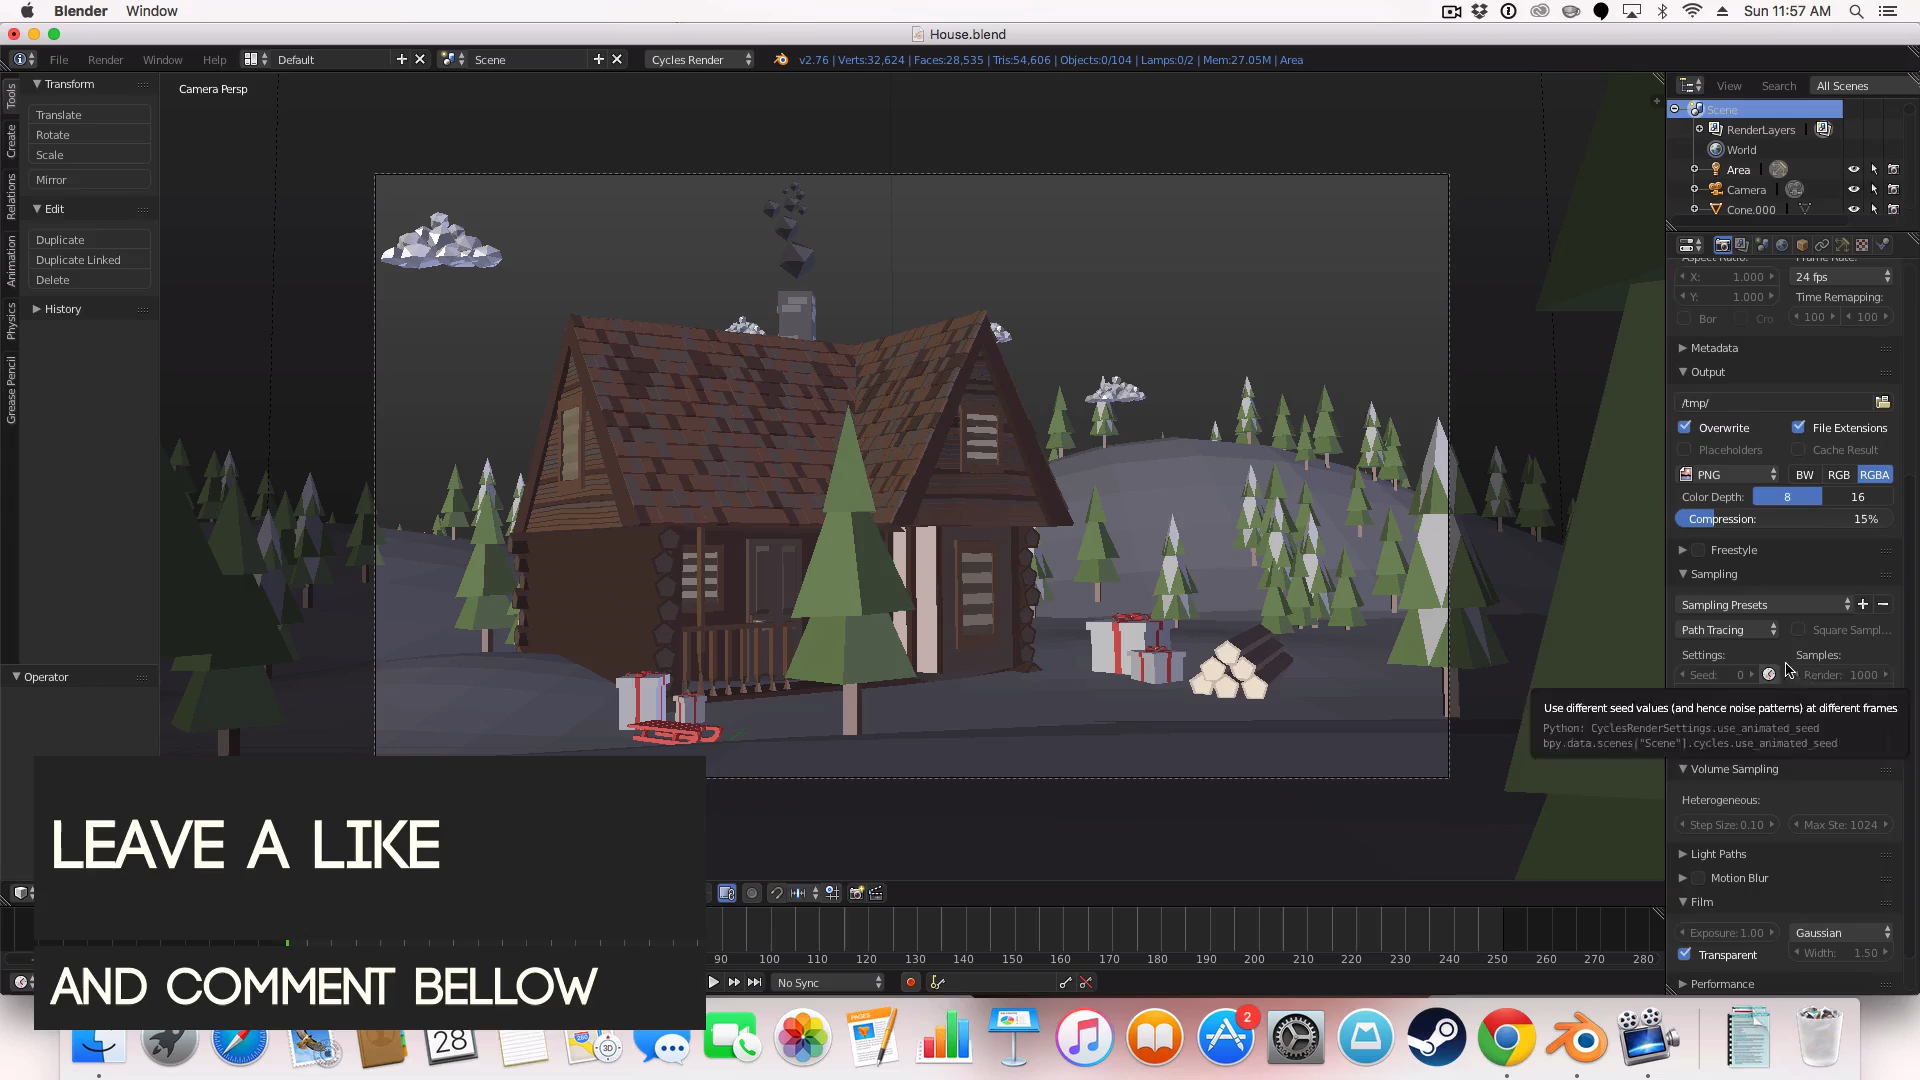 Blender Window
Sun 11:57 AM
House.blend
File Render Window Help
Default
Scene
Cycles Render
v2.76 | Verts:32,624 | Faces:28,535 | Tris:54,606 | Objects:0/104 | Lamps:0/2 | Mem:27.05M | Area
Tools
Create
Relations
Animation
Physics
Grease Pencil
Transform
Translate
Rotate
Scale
Mirror
Edit
Duplicate
Duplicate Linked
Delete
History
Operator
Camera Persp
View Search All Scenes
Scene
RenderLayers
World
Area
Camera
Cone.000
Aspect Ratio: Frame Rate:
X: 1.000 24 fps
Y: 1.000 Time Remapping:
Bor Cro 100 100
Metadata
Output
/tmp/
Overwrite File Extensions
Placeholders Cache Result
PNG BW RGB RGBA
Color Depth: 8 16
Compression: 15%
Freestyle
Sampling
Sampling Presets
Path Tracing Square Sampl...
Settings: Samples:
Seed: 0 Render: 1000
Use different seed values (and hence noise patterns) at different frames
Python: CyclesRenderSettings.use_animated_seed
bpy.data.scenes["Scene"].cycles.use_animated_seed
Volume Sampling
Heterogeneous:
Step Size: 0.10 Max Ste: 1024
Light Paths
Motion Blur
Film
Exposure: 1.00 Gaussian
Transparent Width: 1.50
Performance
LEAVE A LIKE
AND COMMENT BELLOW
90 100 110 120 130 140 150 160 170 180 190 200 210 220 230 240 250 260 270 280
No Sync
28
PAGES
280
3D
2